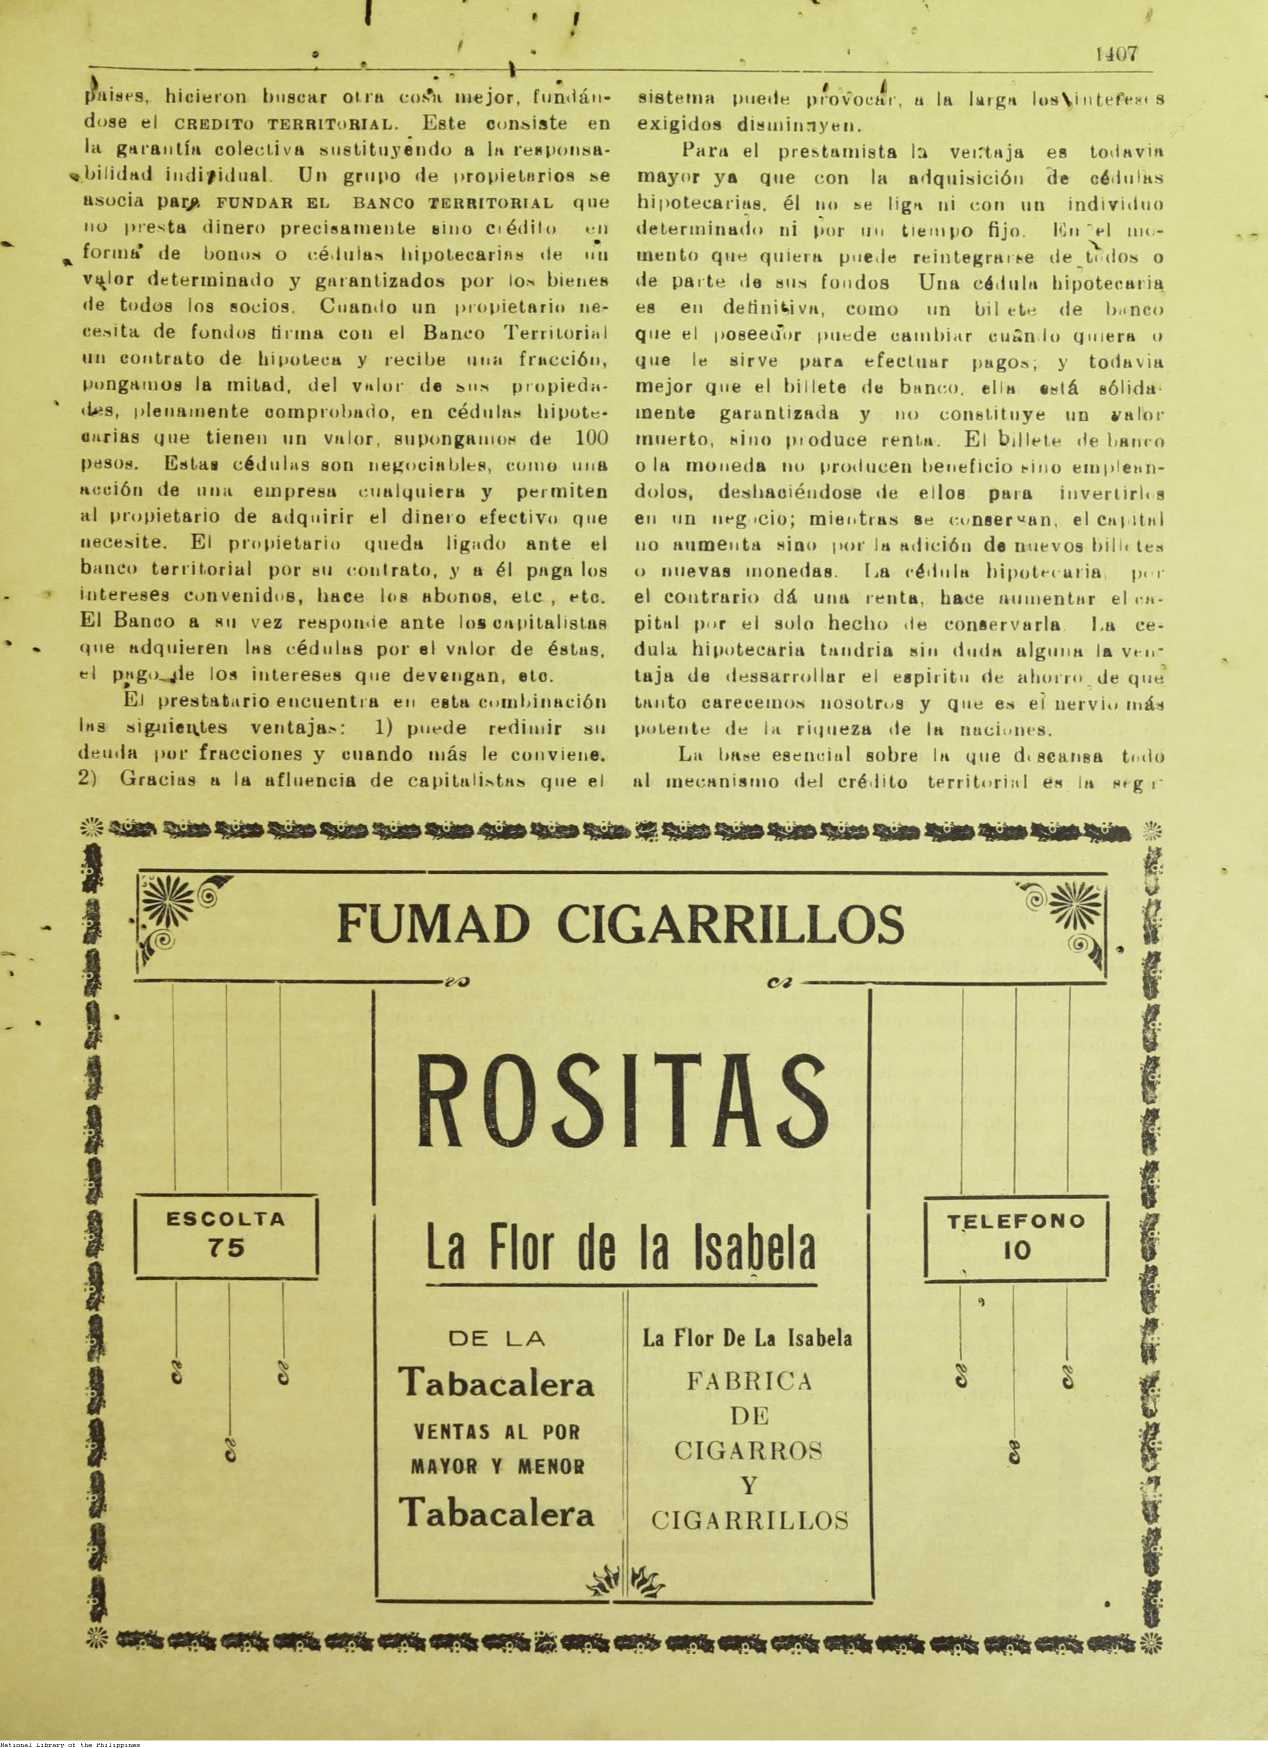 1407
paises, hicieron buscar otra cosa mejor, fundán-
dose el CREDITO TERRITORIAL. Este consiste en
la garantía colectiva sustituyendo a la responsa-
bilidad individual. Un grupo de propietarios se
asocia para FUNDAR EL BANCO TERRITORIAL que
no presta dinero precisamente sino crédito en
forma de bonos o cédulas hipotecarias de un
valor determinado y garantizados por los bienes
de todos los socios. Cuando un propietario ne-
cesita de fondos firma con el Banco Territorial
un contrato de hipoteca y recibe una fracción,
pongamos la mitad, del valor de sus propieda-
des, plenamente comprobado, en cédulas hipote-
carias que tienen un valor, supongamos de 100
pesos. Estas cédulas son negociables, como una
acción de una empresa cualquiera y permiten
al propietario de adquirir el dinero efectivo que
necesite. El propietario queda ligado ante el
banco territorial por su contrato, y a él paga los
intereses convenidos, hace los abonos, etc, etc.
El Banco a su vez responde ante los capitalistas
que adquieren las cédulas por el valor de éstas,
el pago de los intereses que devengan, etc.
El prestatario encuentra en esta combinación
las siguientes ventajas: 1) puede redimir su
deuda por fracciones y cuando más le conviene.
2) Gracias a la afluencia de capitalistas que el
sistema puede provocar, a la larga los intereses
exigidos disminuyen.
Para el prestamista la ventaja es todavia
mayor ya que con la adquisición de cédulas
hipotecarias, él no se liga ni con un individuo
determinado ni por un tiempo fijo. En el mo-
mento que quiera puede reintegrarse de todos o
de parte de sus fondos Una cédula hipotecaria
es en definitiva, como un billete de banco
que el poseedor puede cambiar cuando quiera o
que le sirve para efectuar pagos; y todavia
mejor que el billete de banco, ella está sólida-
mente garantizada y no constituye un valor
muerto, sino produce renta. El billete de banco
o la moneda no producen beneficio sino empleán-
dolos, deshaciéndose de ellos para invertirlos
en un negocio; mientras se conservan, el capital
no aumenta sino por la adición de nuevos billetes
o nuevas monedas. La cédula hipotecaria por
el contrario dá una renta, hace aumentar el ca-
pital por el solo hecho de conservarla. La ce-
dula hipotecaria tandria sin duda alguna la ven-
taja de dessarrollar el espiritu de ahorro de que
tanto carecemos nosotros y que es el nervio más
potente de la riqueza de la naciones.
La base esencial sobre la que descansa todo
al mecanismo del crédito territorial es la segu-
FUMAD CIGARRILLOS
ROSITAS
ESCOLTA
75
TELEFONO
10
La Flor de la Isabela
DE LA
Tabacalera
VENTAS AL POR
MAYOR Y MENOR
Tabacalera
La Flor De La Isabela
FABRICA
DE
CIGARROS
Y
CIGARRILLOS
National Library of the Philippines